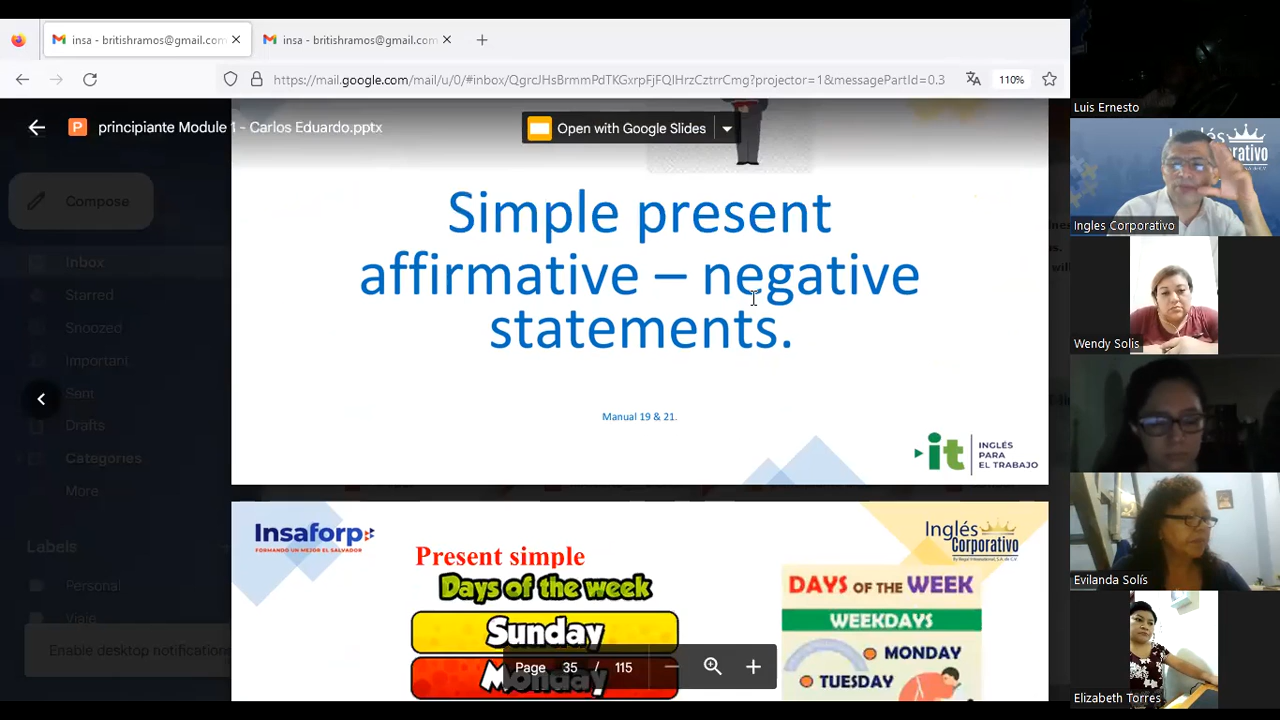 insa - britishramos@gmail.com
insa - britishramos@gmail.com
https://mail.google.com/mail/u/0/#inbox/QgrcJHsBrmmPdTKGxrpFjFQlHrzCztrrCmg?projector=1&messagePartId=0.3
110%
principiante Module 1 - Carlos Eduardo.pptx
Open with Google Slides
Compose
Inbox
Starred
Snoozed
Important
Sent
Drafts
Categories
More
Labels
Personal
Viaje
Enable desktop notification
Simple present
affirmative – negative
statements.
Manual 19 & 21.
it
INGLÉS
PARA
EL TRABAJO
Insaforp
FORMANDO UN MEJOR EL SALVADOR
Present simple
Days of the week
Sunday
Monday
Inglés
Corporativo
DAYS OF THE WEEK
WEEKDAYS
MONDAY
TUESDAY
Page 35 / 115
Luis Ernesto
Inglés
Ingles Corporativo
Wendy Solis
Evilanda Solís
Elizabeth Torres